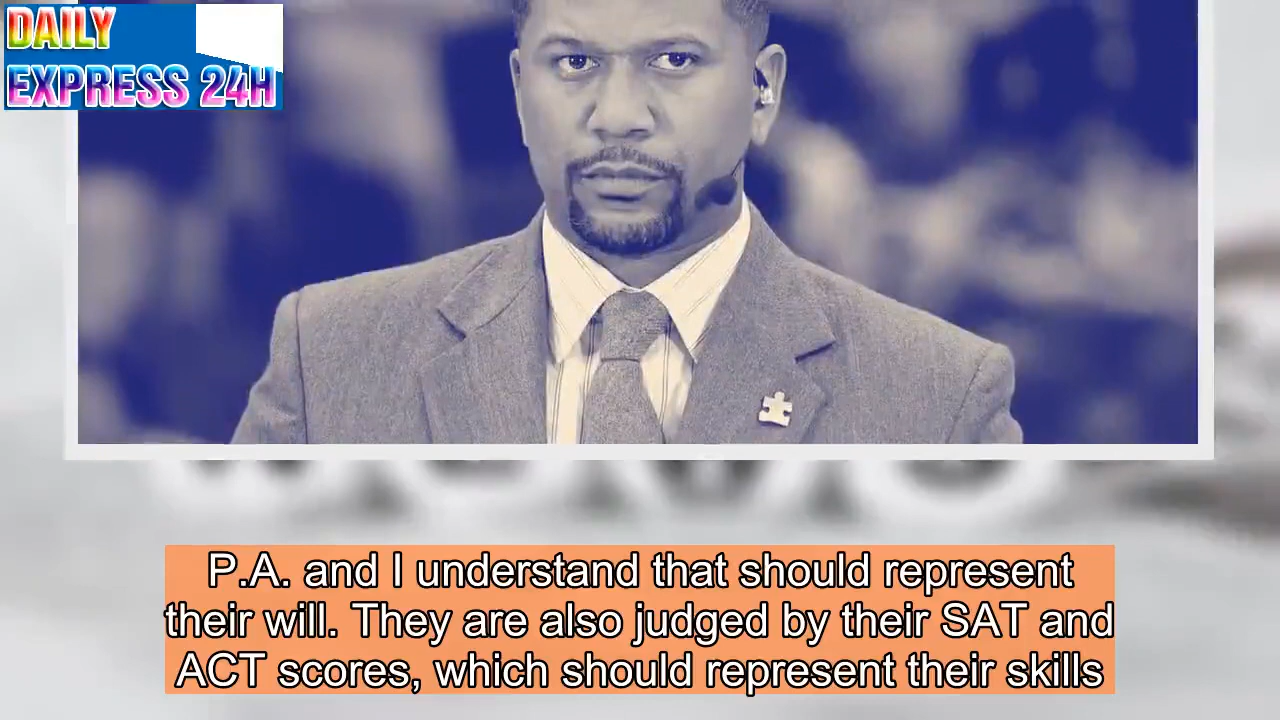 DAILY
EXPRESS 24H
P.A. and I understand that should represent
their will. They are also judged by their SAT and
ACT scores, which should represent their skills